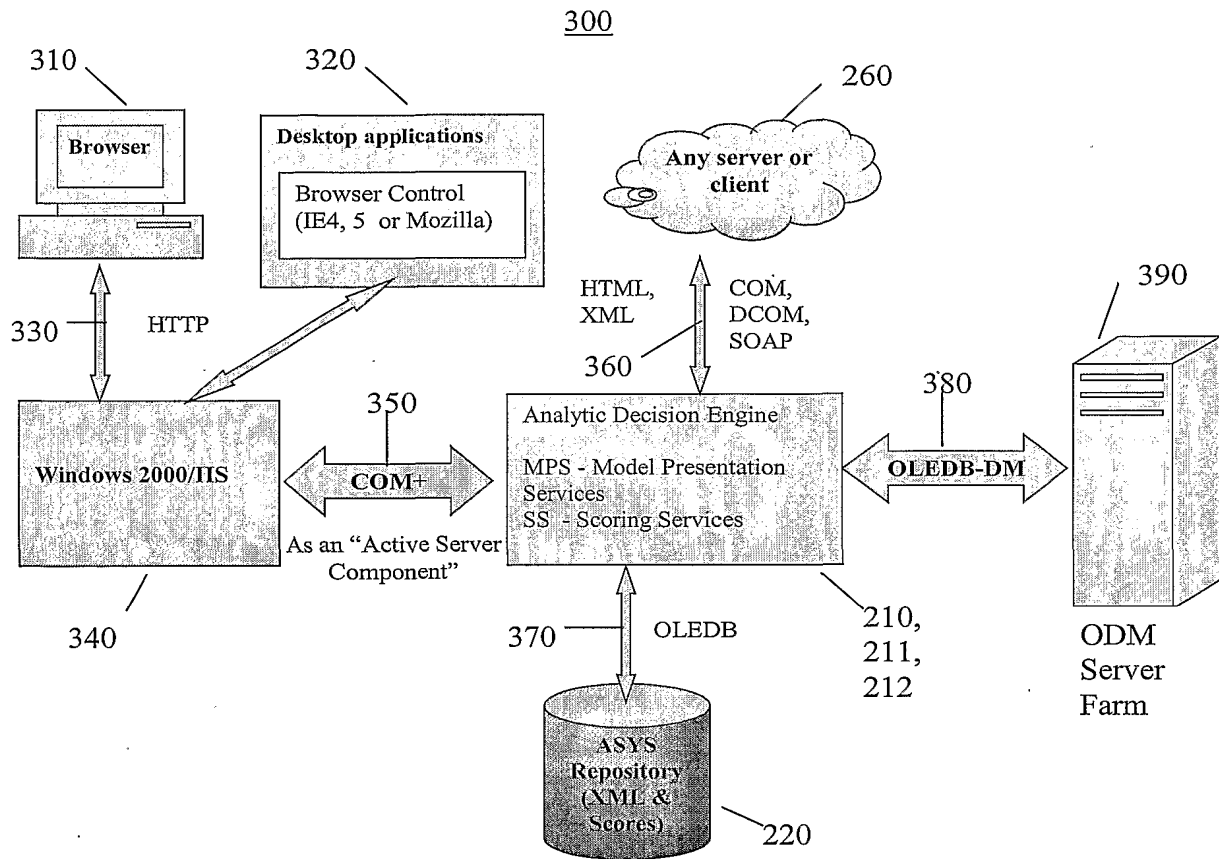 300
310
320
260
Browser
Desktop applications
Browser Control
(IE4, 5 or Mozilla)
Any server or
client
390
330
HTTP
HTML,
XML
COM,
DCOM,
SOAP
360
350
380
Windows 2000/IIS
COM+
As an “Active Server
Component”
Analytic Decision Engine
MPS - Model Presentation
Services
SS - Scoring Services
OLEDB-DM
340
370
OLEDB
210,
211,
212
ODM
Server
Farm
ASYS
Repository
(XML &
Scores)
220